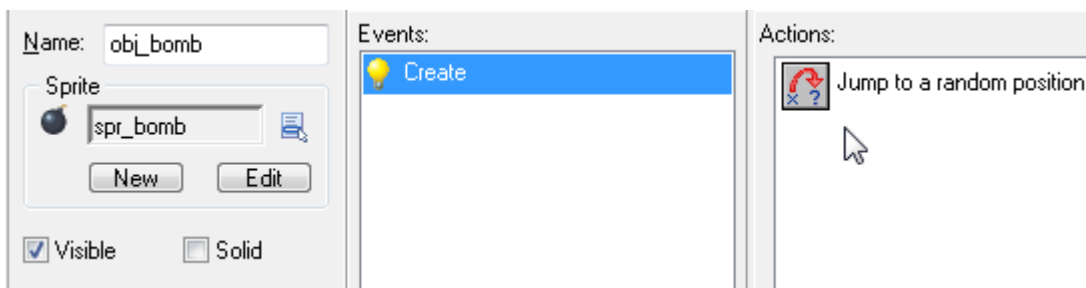 Name: obj_bomb
Sprite
spr_bomb
New Edit
Visible Solid
Events:
Create
Actions:
x ? Jump to a random position